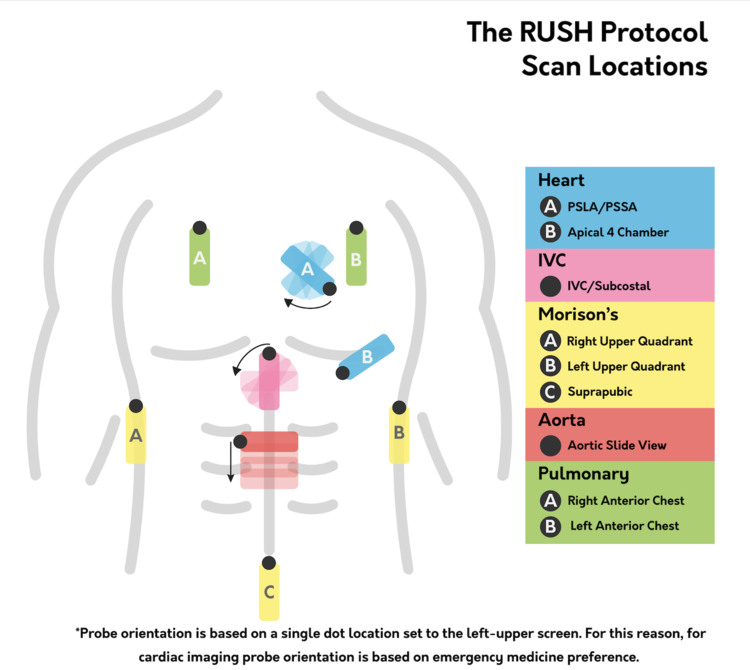 The RUSH Protocol
Scan Locations
Heart
A PSLA/PSSA
B Apical 4 Chamber
IVC
IVC/Subcostal
Morison's
A Right Upper Quadrant
B Left Upper Quadrant
C Suprapubic
Aorta
Aortic Slide View
Pulmonary
A Right Anterior Chest
B Left Anterior Chest
A
A
B
B
A
B
C
*Probe orientation is based on a single dot location set to the left-upper screen. For this reason, for
cardiac imaging probe orientation is based on emergency medicine preference.